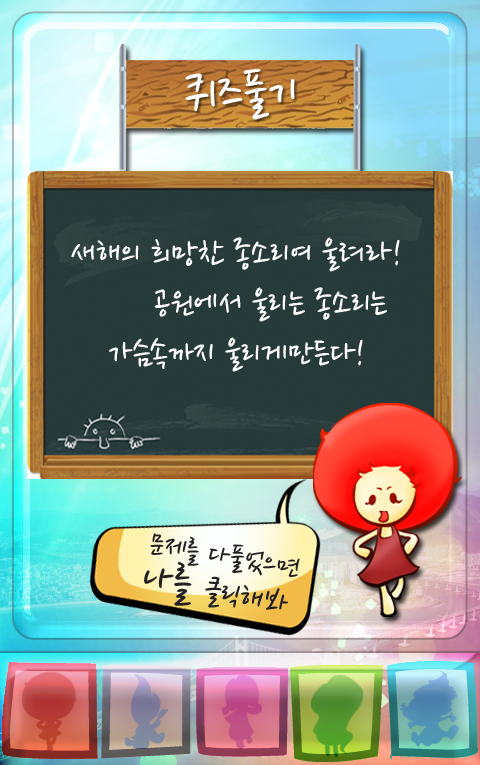 퀴즈풀기
새해의 희망찬 종소리여 울려라!
공원에서 울리는 종소리는
가슴속까지 울리게만든다!
문제를 다풀었으면
나를 클릭해봐